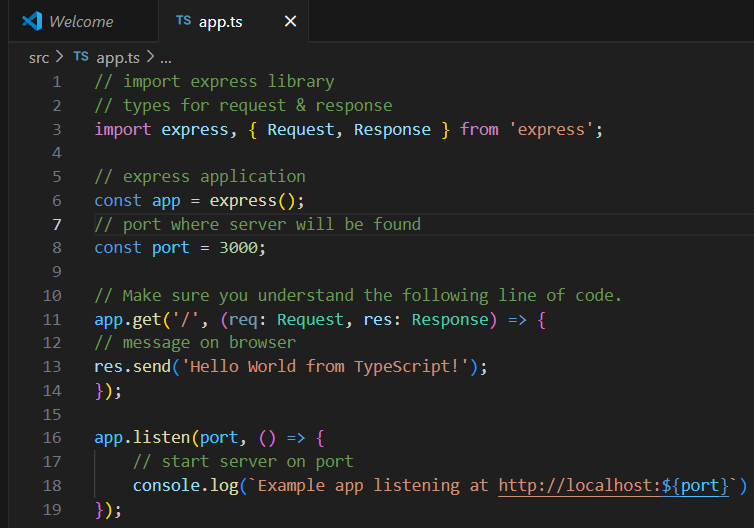 Welcome
TS app.ts ×
src > TS app.ts > ...
1 // import express library
2 // types for request & response
3 import express, { Request, Response } from 'express';
4
5 // express application
6 const app = express();
7 // port where server will be found
8 const port = 3000;
9
10 // Make sure you understand the following line of code.
11 app.get('/', (req: Request, res: Response) => {
12 // message on browser
13 res.send('Hello World from TypeScript!');
14 });
15
16 app.listen(port, () => {
17     // start server on port
18     console.log(`Example app listening at http://localhost:${port}`)
19 });